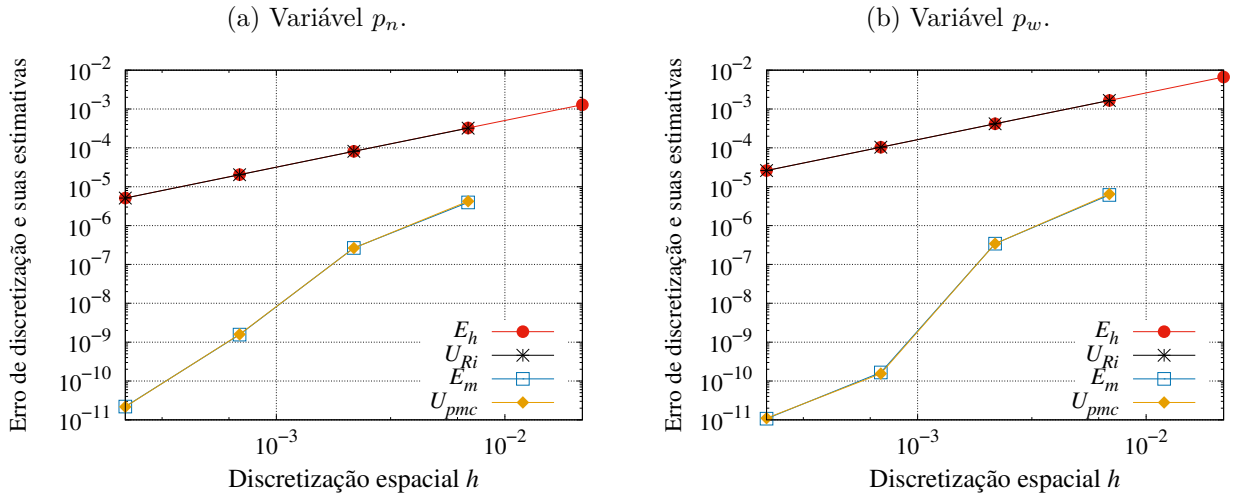 (a) Variável pₙ.
Erro de discretização e suas estimativas
10⁻²
10⁻³
10⁻⁴
10⁻⁵
10⁻⁶
10⁻⁷
10⁻⁸
10⁻⁹
10⁻¹⁰
10⁻¹¹
E_h
U_Ri
E_m
U_pmc
10⁻³ 10⁻²
Discretização espacial h
(b) Variável p_w.
Erro de discretização e suas estimativas
10⁻²
10⁻³
10⁻⁴
10⁻⁵
10⁻⁶
10⁻⁷
10⁻⁸
10⁻⁹
10⁻¹⁰
10⁻¹¹
E_h
U_Ri
E_m
U_pmc
10⁻³ 10⁻²
Discretização espacial h